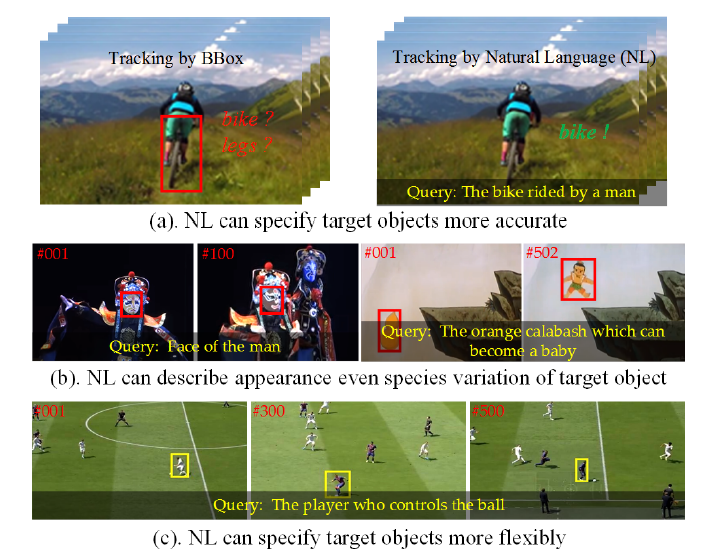 Tracking by BBox
bike ?
legs ?
Tracking by Natural Language (NL)
bike !
Query: The bike rided by a man
(a). NL can specify target objects more accurate
#001
#100
#001
#502
Query: Face of the man
Query: The orange calabash which can
become a baby
(b). NL can describe appearance even species variation of target object
#001
#300
#500
Query: The player who controls the ball
(c). NL can specify target objects more flexibly